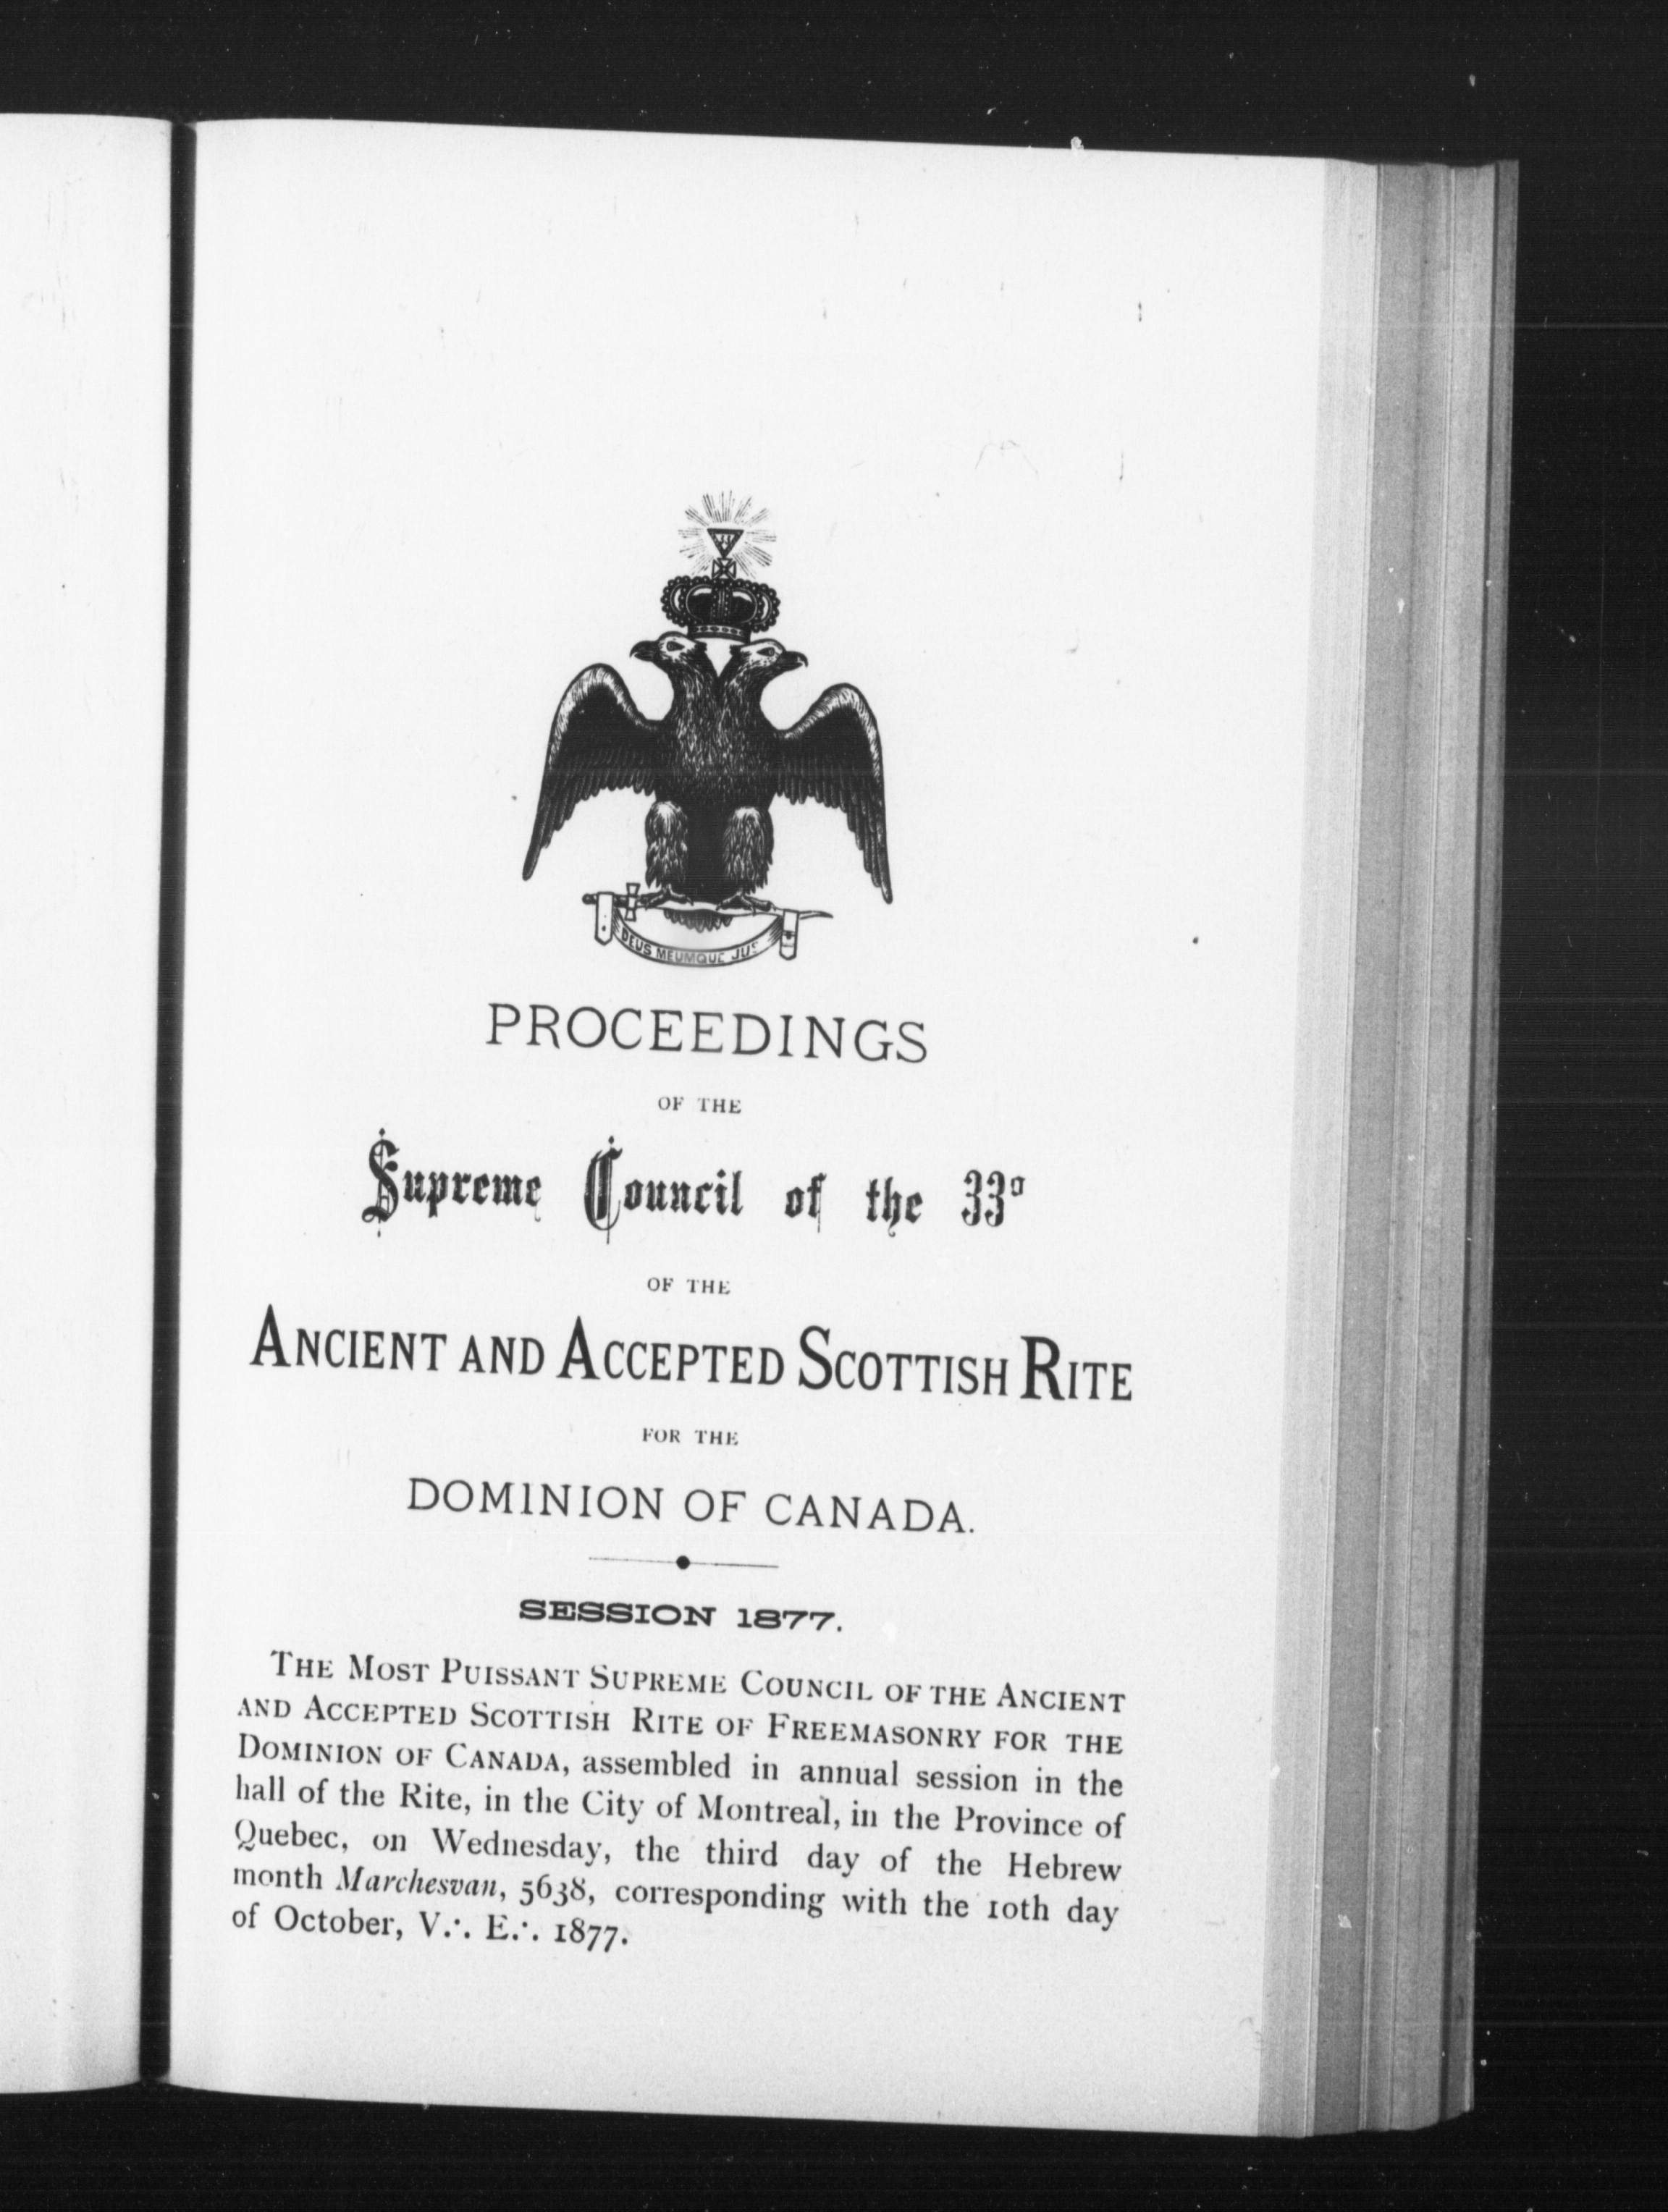 33
DEUS MEUMQUE JUS
PROCEEDINGS
OF THE
Supreme Council of the 33°
OF THE
ANCIENT AND ACCEPTED SCOTTISH RITE
FOR THE
DOMINION OF CANADA.
SESSION 1877.
THE MOST PUISSANT SUPREME COUNCIL OF THE ANCIENT
AND ACCEPTED SCOTTISH RITE OF FREEMASONRY FOR THE
DOMINION OF CANADA, assembled in annual session in the
hall of the Rite, in the City of Montreal, in the Province of
Quebec, on Wednesday, the third day of the Hebrew
month Marchesvan, 5638, corresponding with the 10th day
of October, V.∴ E.∴ 1877.